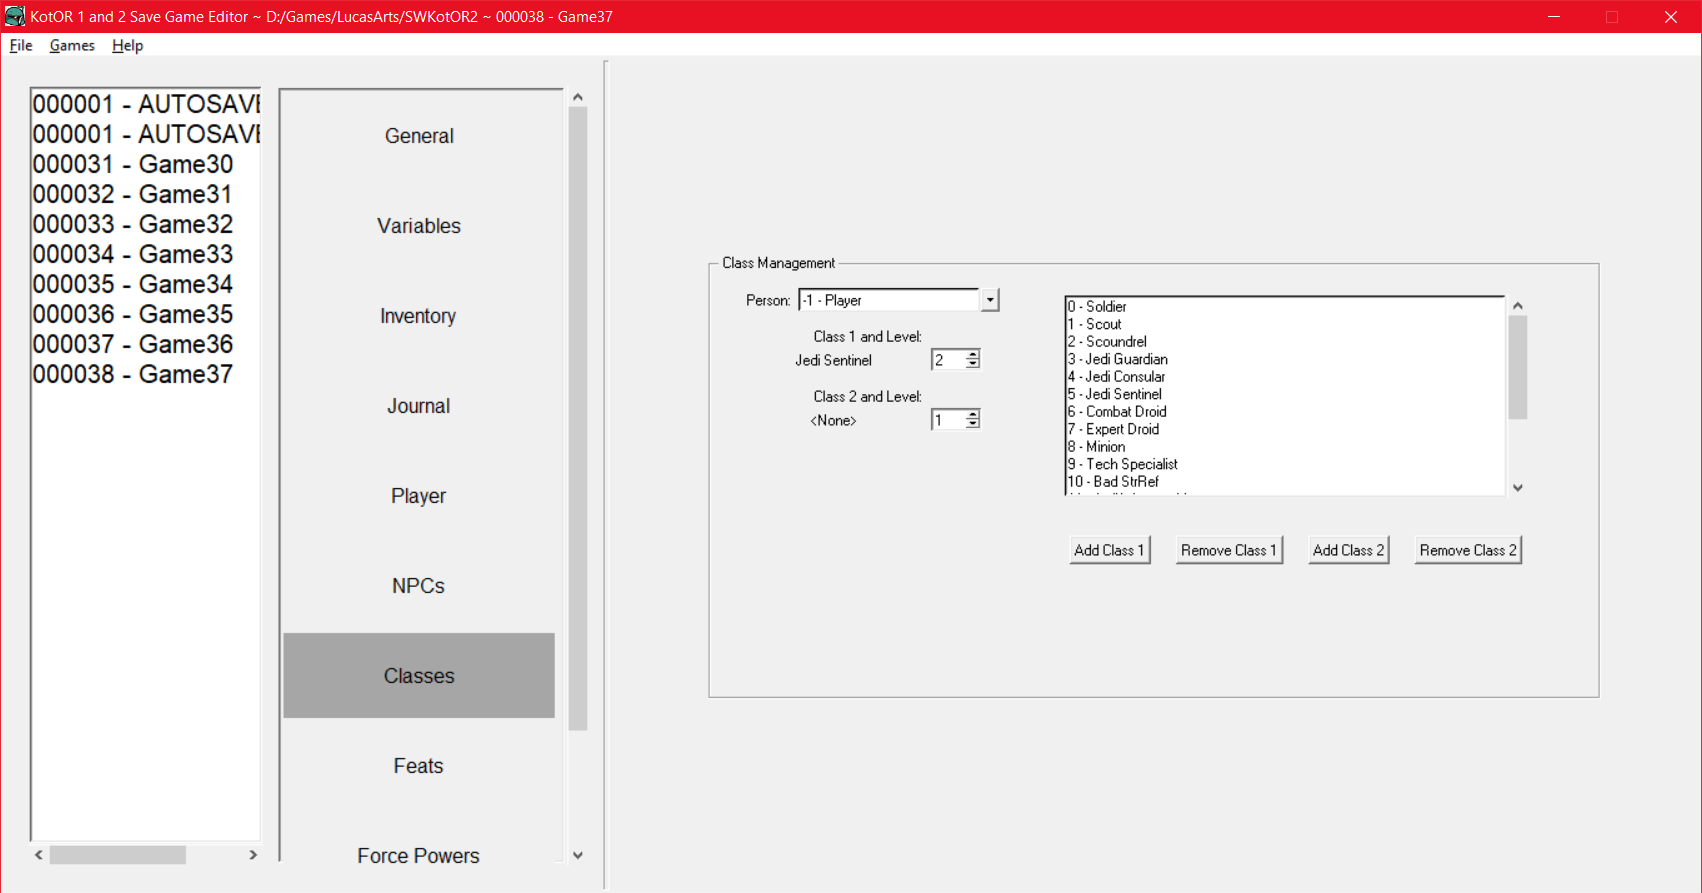 KotOR 1 and 2 Save Game Editor ~ D:/Games/LucasArts/SWKotOR2 ~ 000038 - Game37
File Games Help
000001 - AUTOSAVE
000001 - AUTOSAVE
000031 - Game30
000032 - Game31
000033 - Game32
000034 - Game33
000035 - Game34
000036 - Game35
000037 - Game36
000038 - Game37
General
Variables
Inventory
Journal
Player
NPCs
Classes
Feats
Force Powers
Class Management
Person: -1 - Player
Class 1 and Level:
Jedi Sentinel 2
Class 2 and Level:
<None> 1
0 - Soldier
1 - Scout
2 - Scoundrel
3 - Jedi Guardian
4 - Jedi Consular
5 - Jedi Sentinel
6 - Combat Droid
7 - Expert Droid
8 - Minion
9 - Tech Specialist
10 - Bad StrRef
Add Class 1 Remove Class 1 Add Class 2 Remove Class 2